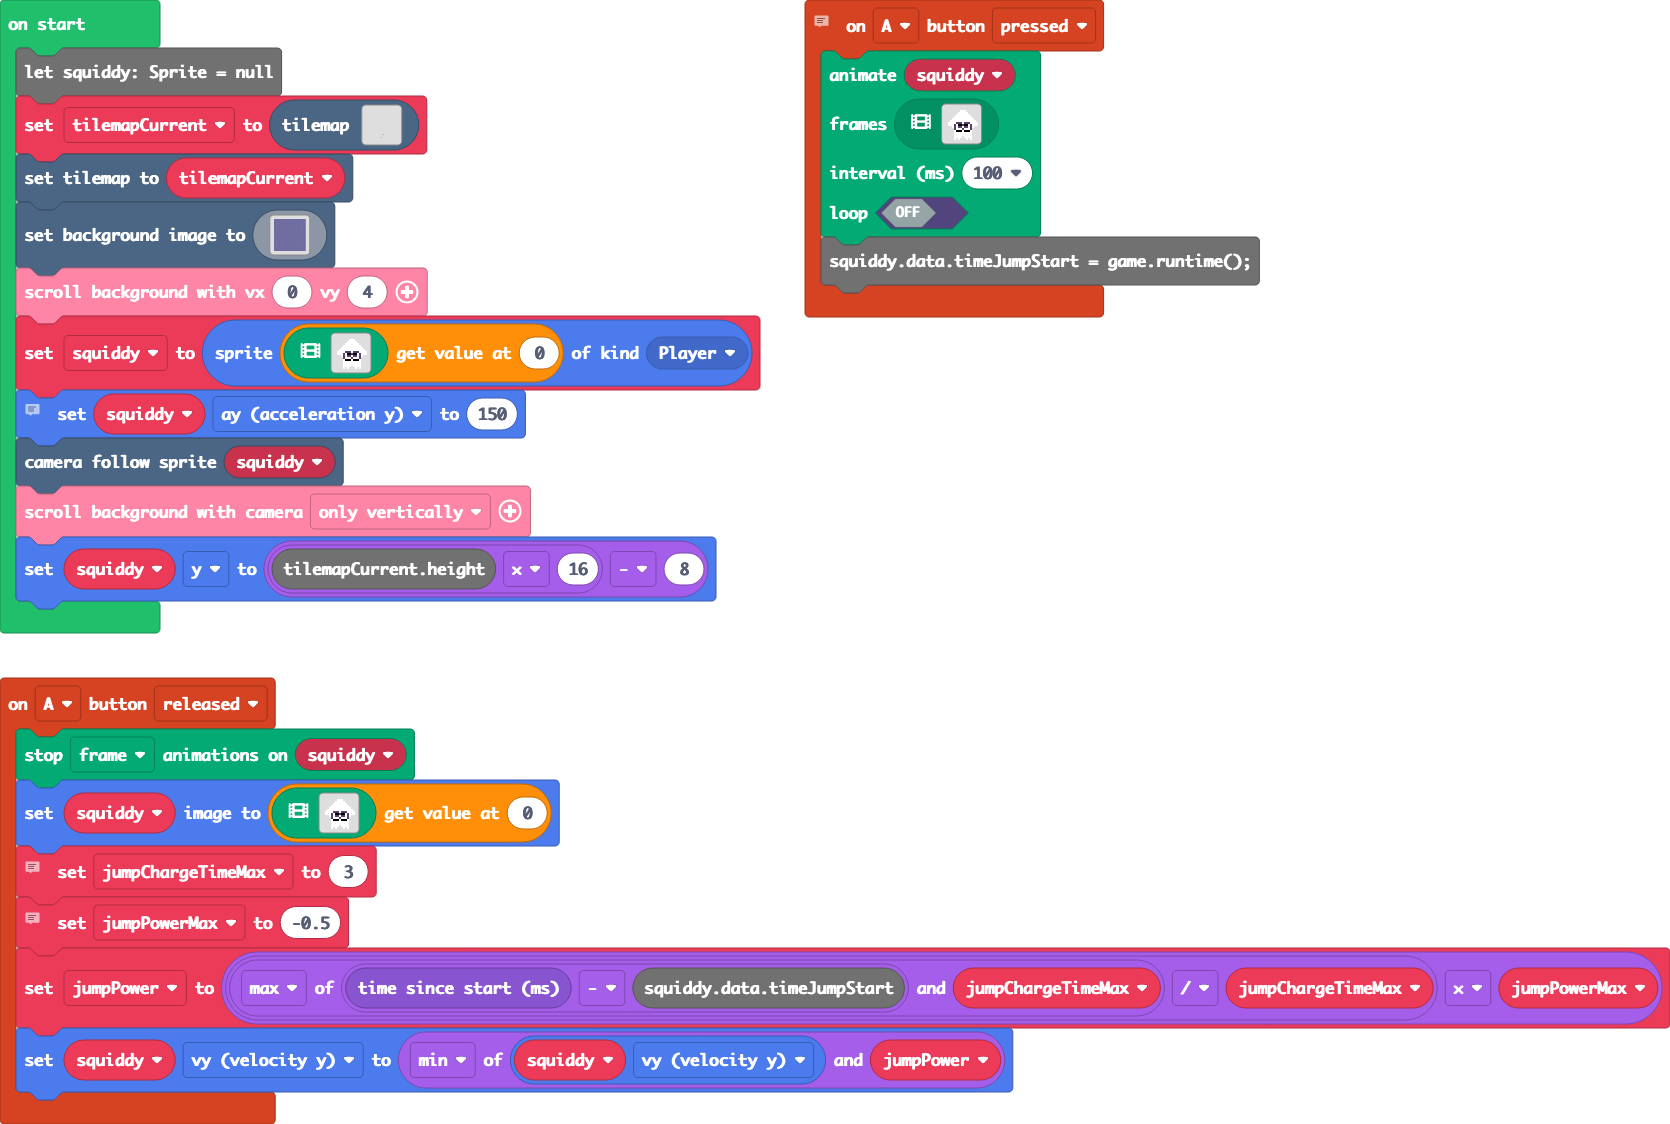 on start
let squiddy: Sprite = null
set tilemapCurrent to tilemap
set tilemap to tilemapCurrent
set background image to
scroll background with vx 0 vy 4
set squiddy to sprite get value at 0 of kind Player
set squiddy ay (acceleration y) to 150
camera follow sprite squiddy
scroll background with camera only vertically
set squiddy y to tilemapCurrent.height x 16 - 8
on A button pressed
animate squiddy
frames
interval (ms) 100
loop OFF
squiddy.data.timeJumpStart = game.runtime();
on A button released
stop frame animations on squiddy
set squiddy image to get value at 0
set jumpChargeTimeMax to 3
set jumpPowerMax to -0.5
set jumpPower to max of time since start (ms) - squiddy.data.timeJumpStart and jumpChargeTimeMax / jumpChargeTimeMax x jumpPowerMax
set squiddy vy (velocity y) to min of squiddy vy (velocity y) and jumpPower